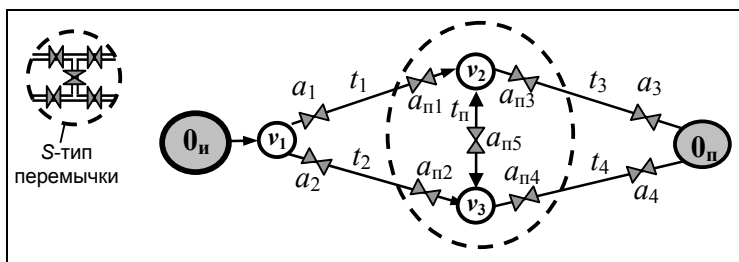 S-тип
перемычки
0и
v1
a1
t1
aп1
v2
aп3
t3
a3
tп
aп5
0п
a2
t2
aп2
v3
aп4
t4
a4